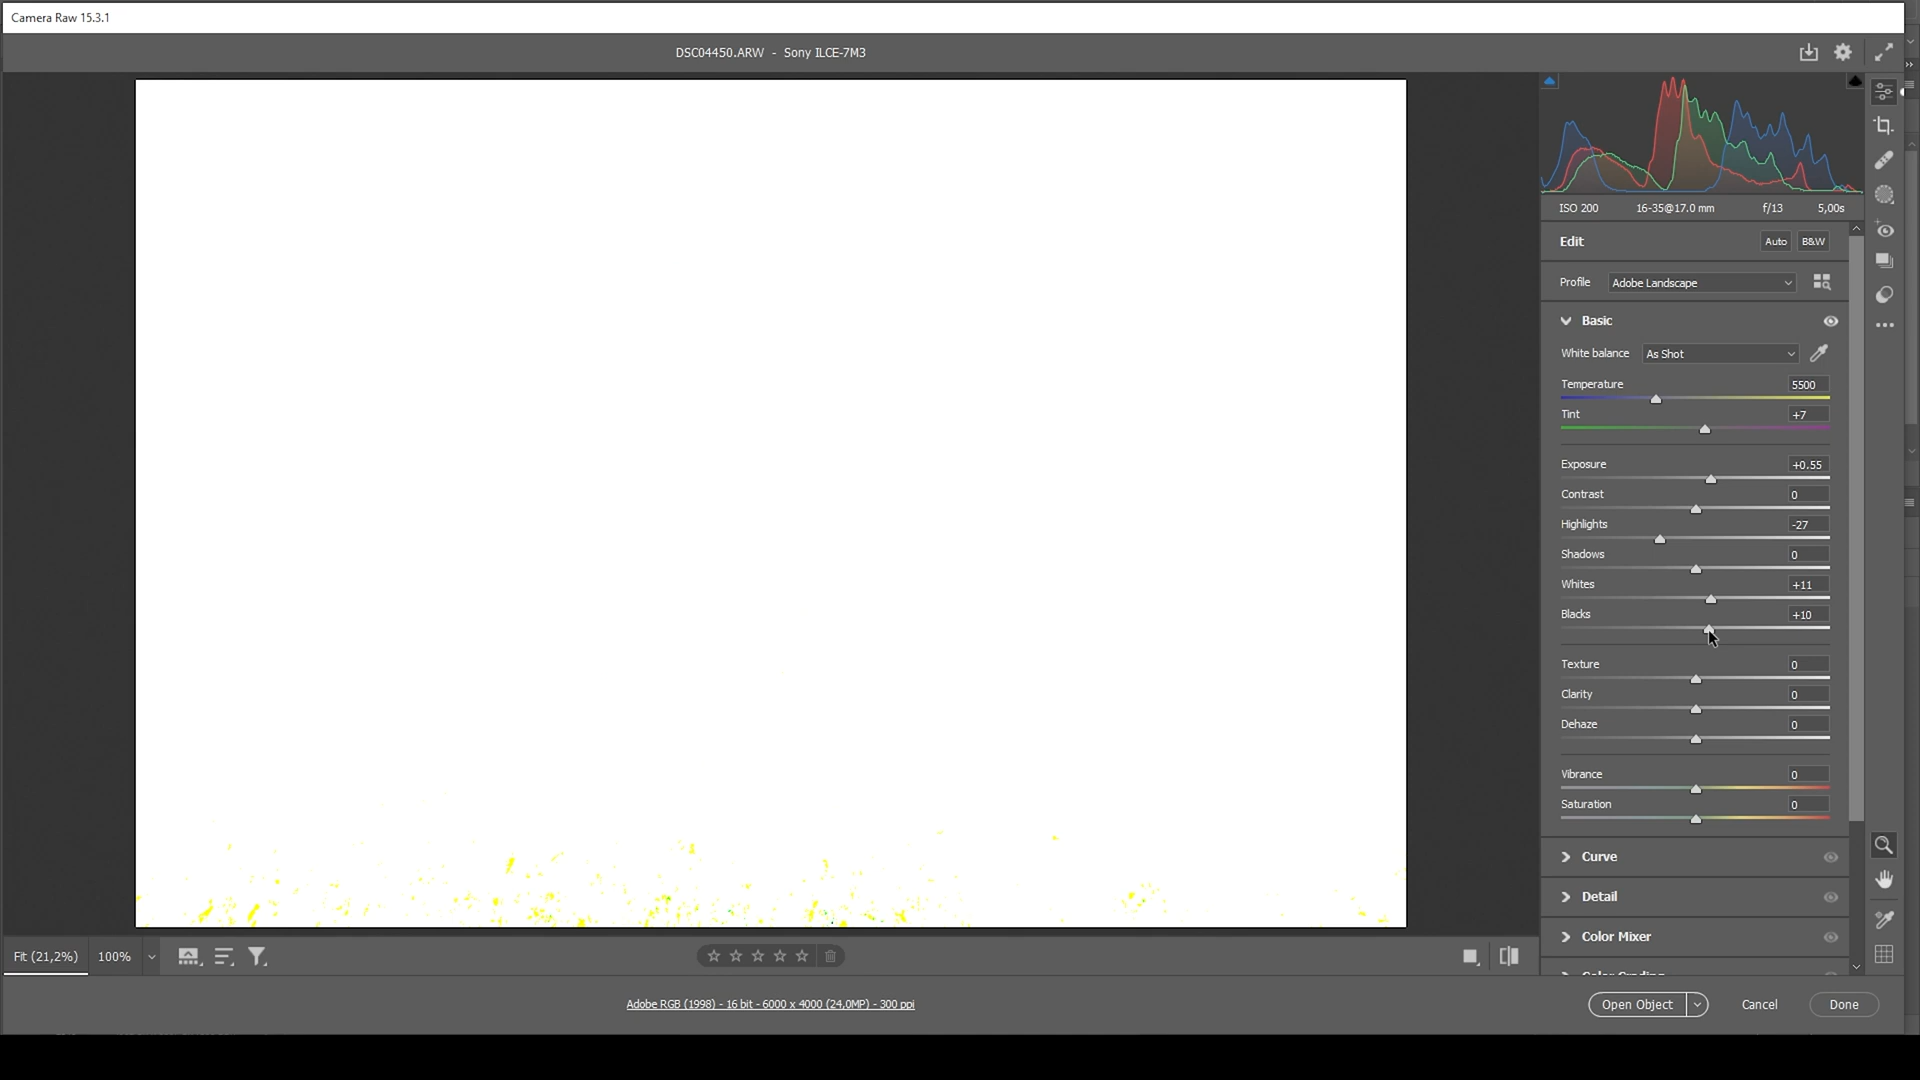 Camera Raw 15.3.1
DSC04450.ARW - Sony ILCE-7M3
ISO 200 16-35@17.0 mm f/13 5,00s
Edit Auto B&W
Profile Adobe Landscape
Basic
White balance As Shot
Temperature 5500
Tint +7
Exposure +0.55
Contrast 0
Highlights -27
Shadows 0
Whites +11
Blacks +10
Texture 0
Clarity 0
Dehaze 0
Vibrance 0
Saturation 0
Curve
Detail
Color Mixer
Color Grading
Fit (21,2%) 100%
Adobe RGB (1998) - 16 bit - 6000 x 4000 (24,0MP) - 300 ppi
Open Object Cancel Done